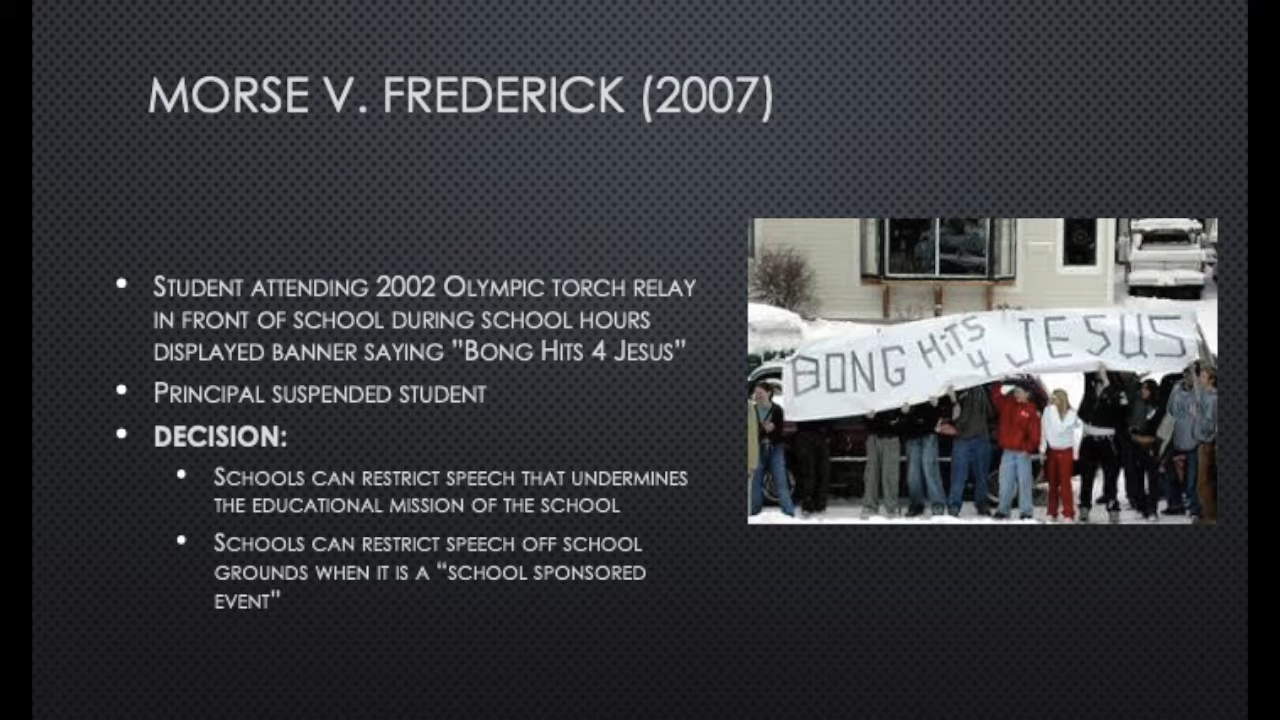 MORSE V. FREDERICK (2007)
• STUDENT ATTENDING 2002 OLYMPIC TORCH RELAY
IN FRONT OF SCHOOL DURING SCHOOL HOURS
DISPLAYED BANNER SAYING "BONG HITS 4 JESUS"
• PRINCIPAL SUSPENDED STUDENT
• DECISION:
• SCHOOLS CAN RESTRICT SPEECH THAT UNDERMINES
THE EDUCATIONAL MISSION OF THE SCHOOL
• SCHOOLS CAN RESTRICT SPEECH OFF SCHOOL
GROUNDS WHEN IT IS A “SCHOOL SPONSORED
EVENT”
BONG HiTS 4 JESUS